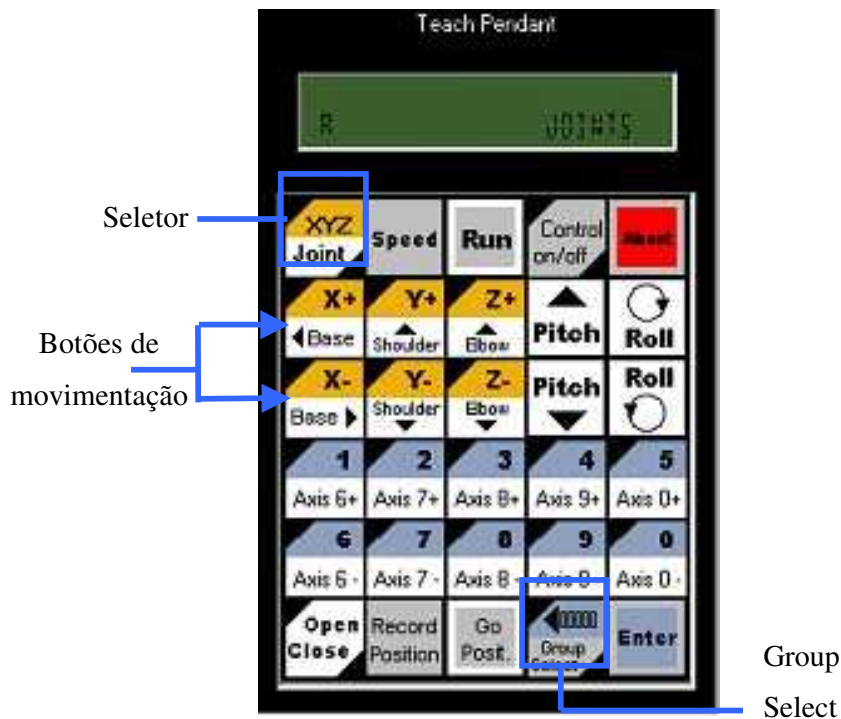 Teach Pendant
R JOINTS
Seletor
XYZ
Joint
Speed
Run
Control
on/off
Abort
Botões de
movimentação
X+
Base
Y+
Shoulder
Z+
Elbow
Pitch
Roll
X-
Base
Y-
Shoulder
Z-
Elbow
Pitch
Roll
1
Axis 6+
2
Axis 7+
3
Axis 8+
4
Axis 9+
5
Axis 0+
6
Axis 6 -
7
Axis 7 -
8
Axis 8 -
9
Axis 9 -
0
Axis 0 -
Open
Close
Record
Position
Go
Posit.
Group
Select
Enter
Group
Select